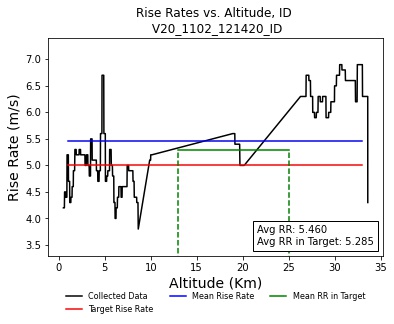 Rise Rates vs. Altitude, ID
V20_1102_121420_ID
Rise Rate (m/s)
7.0
6.5
6.0
5.5
5.0
4.5
4.0
3.5
Avg RR: 5.460
Avg RR in Target: 5.285
0 5 10 15 20 25 30 35
Altitude (Km)
Collected Data Mean Rise Rate Mean RR in Target
Target Rise Rate